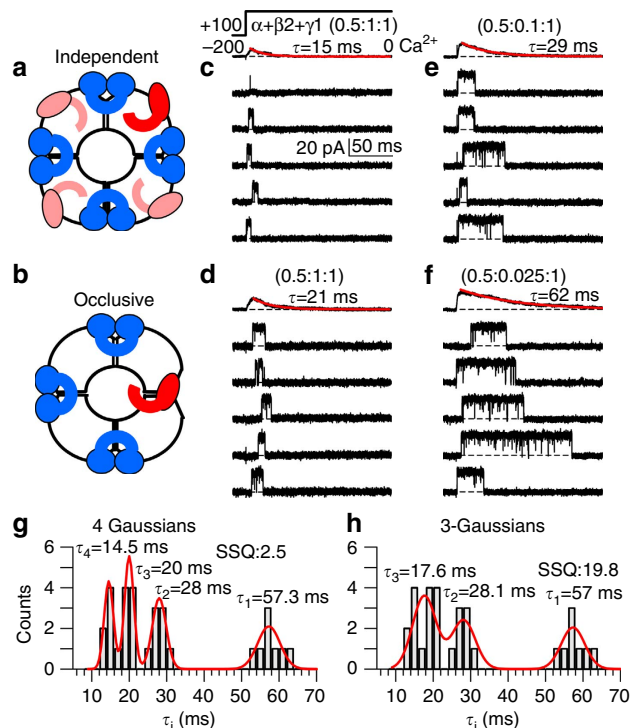 +100
α+β2+γ1 (0.5:1:1)
(0.5:0.1:1)
−200
τ=15 ms
0 Ca²⁺
τ=29 ms
Independent
a
c
e
20 pA
50 ms
b
d
(0.5:1:1)
f
(0.5:0.025:1)
Occlusive
τ=21 ms
τ=62 ms
g
4 Gaussians
h
3-Gaussians
τ₄=14.5 ms
SSQ:2.5
τ₃=20 ms
τ₂=28 ms
τ₁=57.3 ms
τ₃=17.6 ms
SSQ:19.8
τ₂=28.1 ms
τ₁=57 ms
Counts
6
4
2
0
10 20 30 40 50 60 70
τᵢ (ms)
6
4
2
0
10 20 30 40 50 60 70
τᵢ (ms)